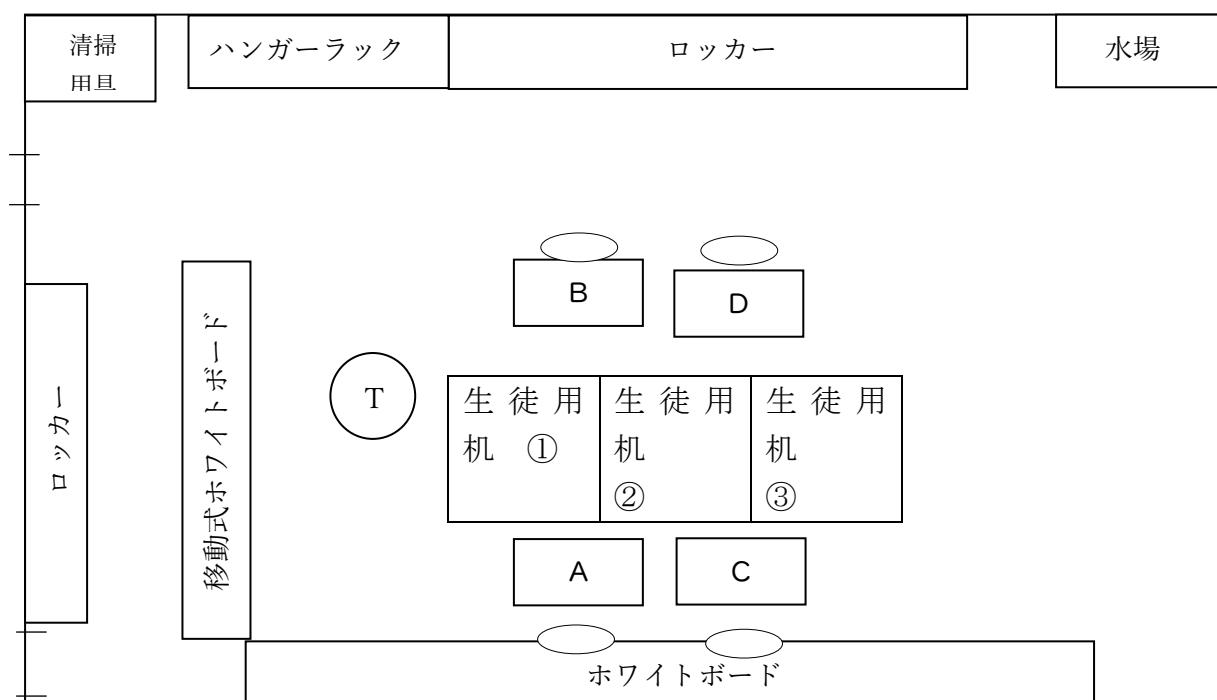 清掃
用具
ハンガーラック
ロッカー
水場
B
D
ロッカー
移動式ホワイトボード
T
生徒用
机 ①
生徒用
机
②
生徒用
机
③
A
C
ホワイトボード